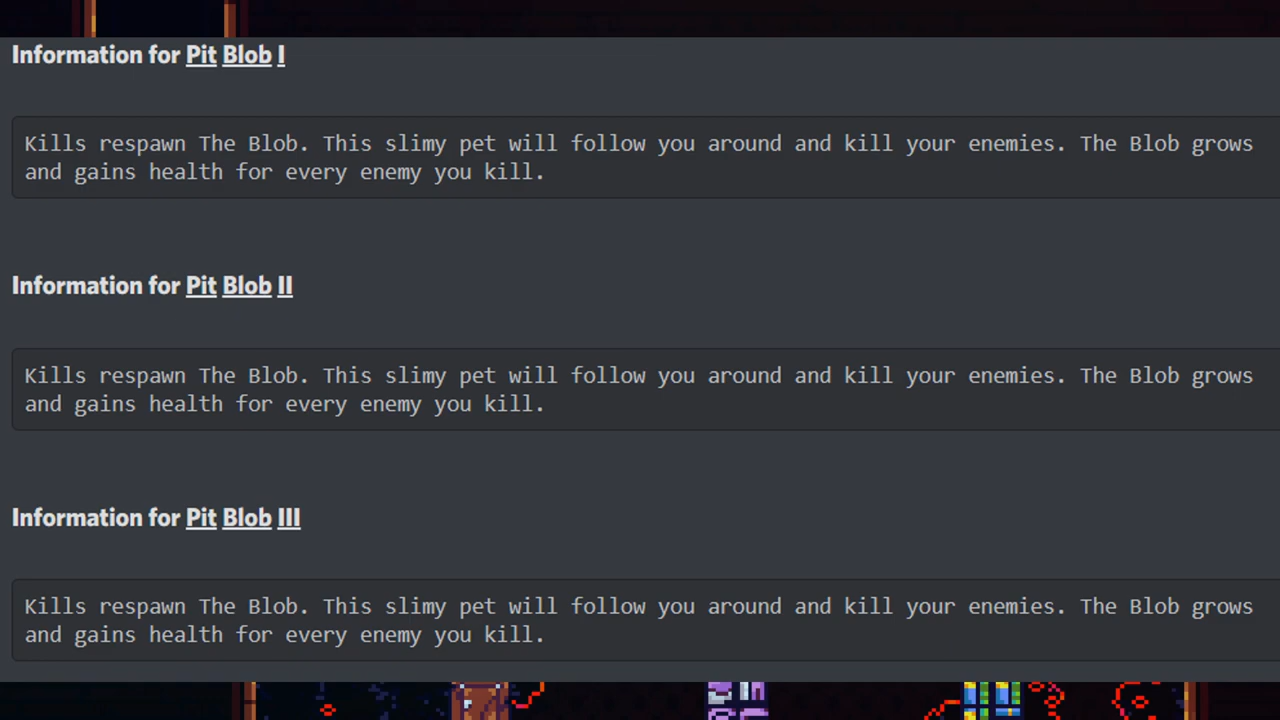 Information for Pit Blob I
Kills respawn The Blob. This slimy pet will follow you around and kill your enemies. The Blob grows
and gains health for every enemy you kill.
Information for Pit Blob II
Kills respawn The Blob. This slimy pet will follow you around and kill your enemies. The Blob grows
and gains health for every enemy you kill.
Information for Pit Blob III
Kills respawn The Blob. This slimy pet will follow you around and kill your enemies. The Blob grows
and gains health for every enemy you kill.